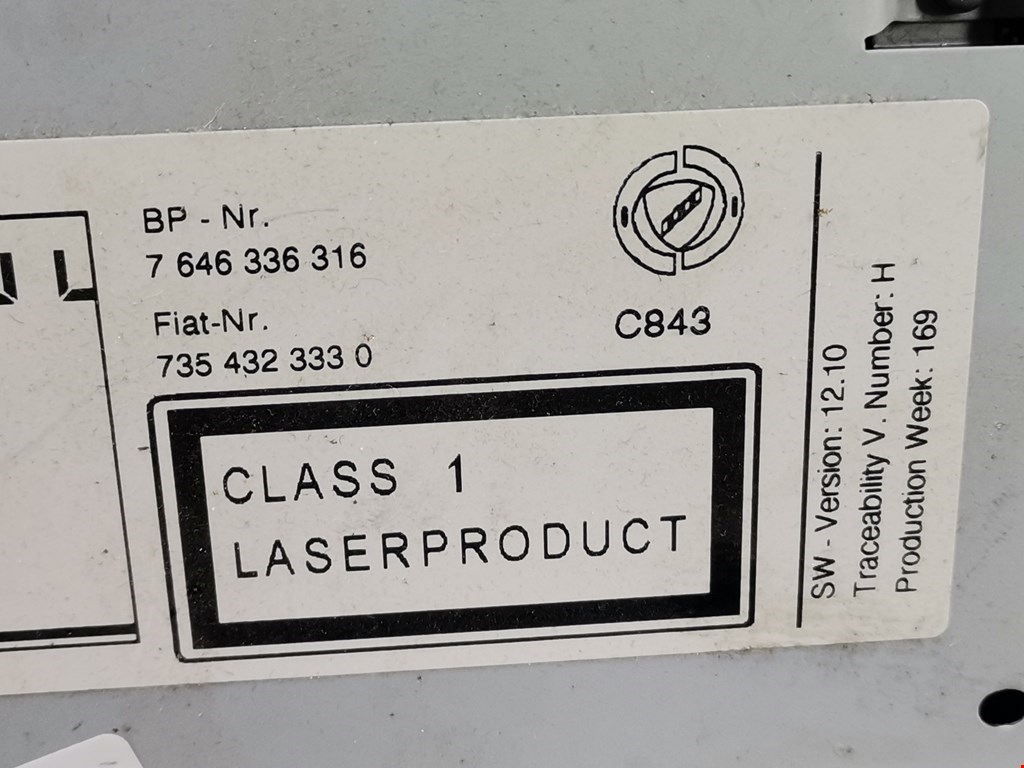 BP - Nr.
7 646 336 316
Fiat-Nr.
735 432 333 0
C843
CLASS 1
LASERPRODUCT
SW - Version: 12.10
Traceability V. Number: H
Production Week: 169